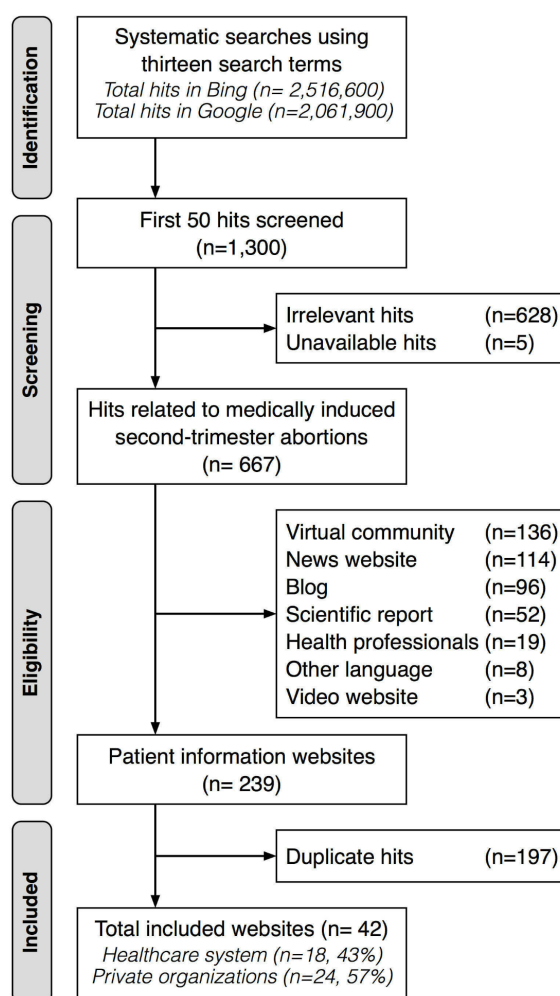 Identification
Systematic searches using
thirteen search terms
Total hits in Bing (n= 2,516,600)
Total hits in Google (n=2,061,900)
Screening
First 50 hits screened
(n=1,300)
Irrelevant hits (n=628)
Unavailable hits (n=5)
Hits related to medically induced
second-trimester abortions
(n= 667)
Eligibility
Virtual community (n=136)
News website (n=114)
Blog (n=96)
Scientific report (n=52)
Health professionals (n=19)
Other language (n=8)
Video website (n=3)
Patient information websites
(n= 239)
Included
Duplicate hits (n=197)
Total included websites (n= 42)
Healthcare system (n=18, 43%)
Private organizations (n=24, 57%)